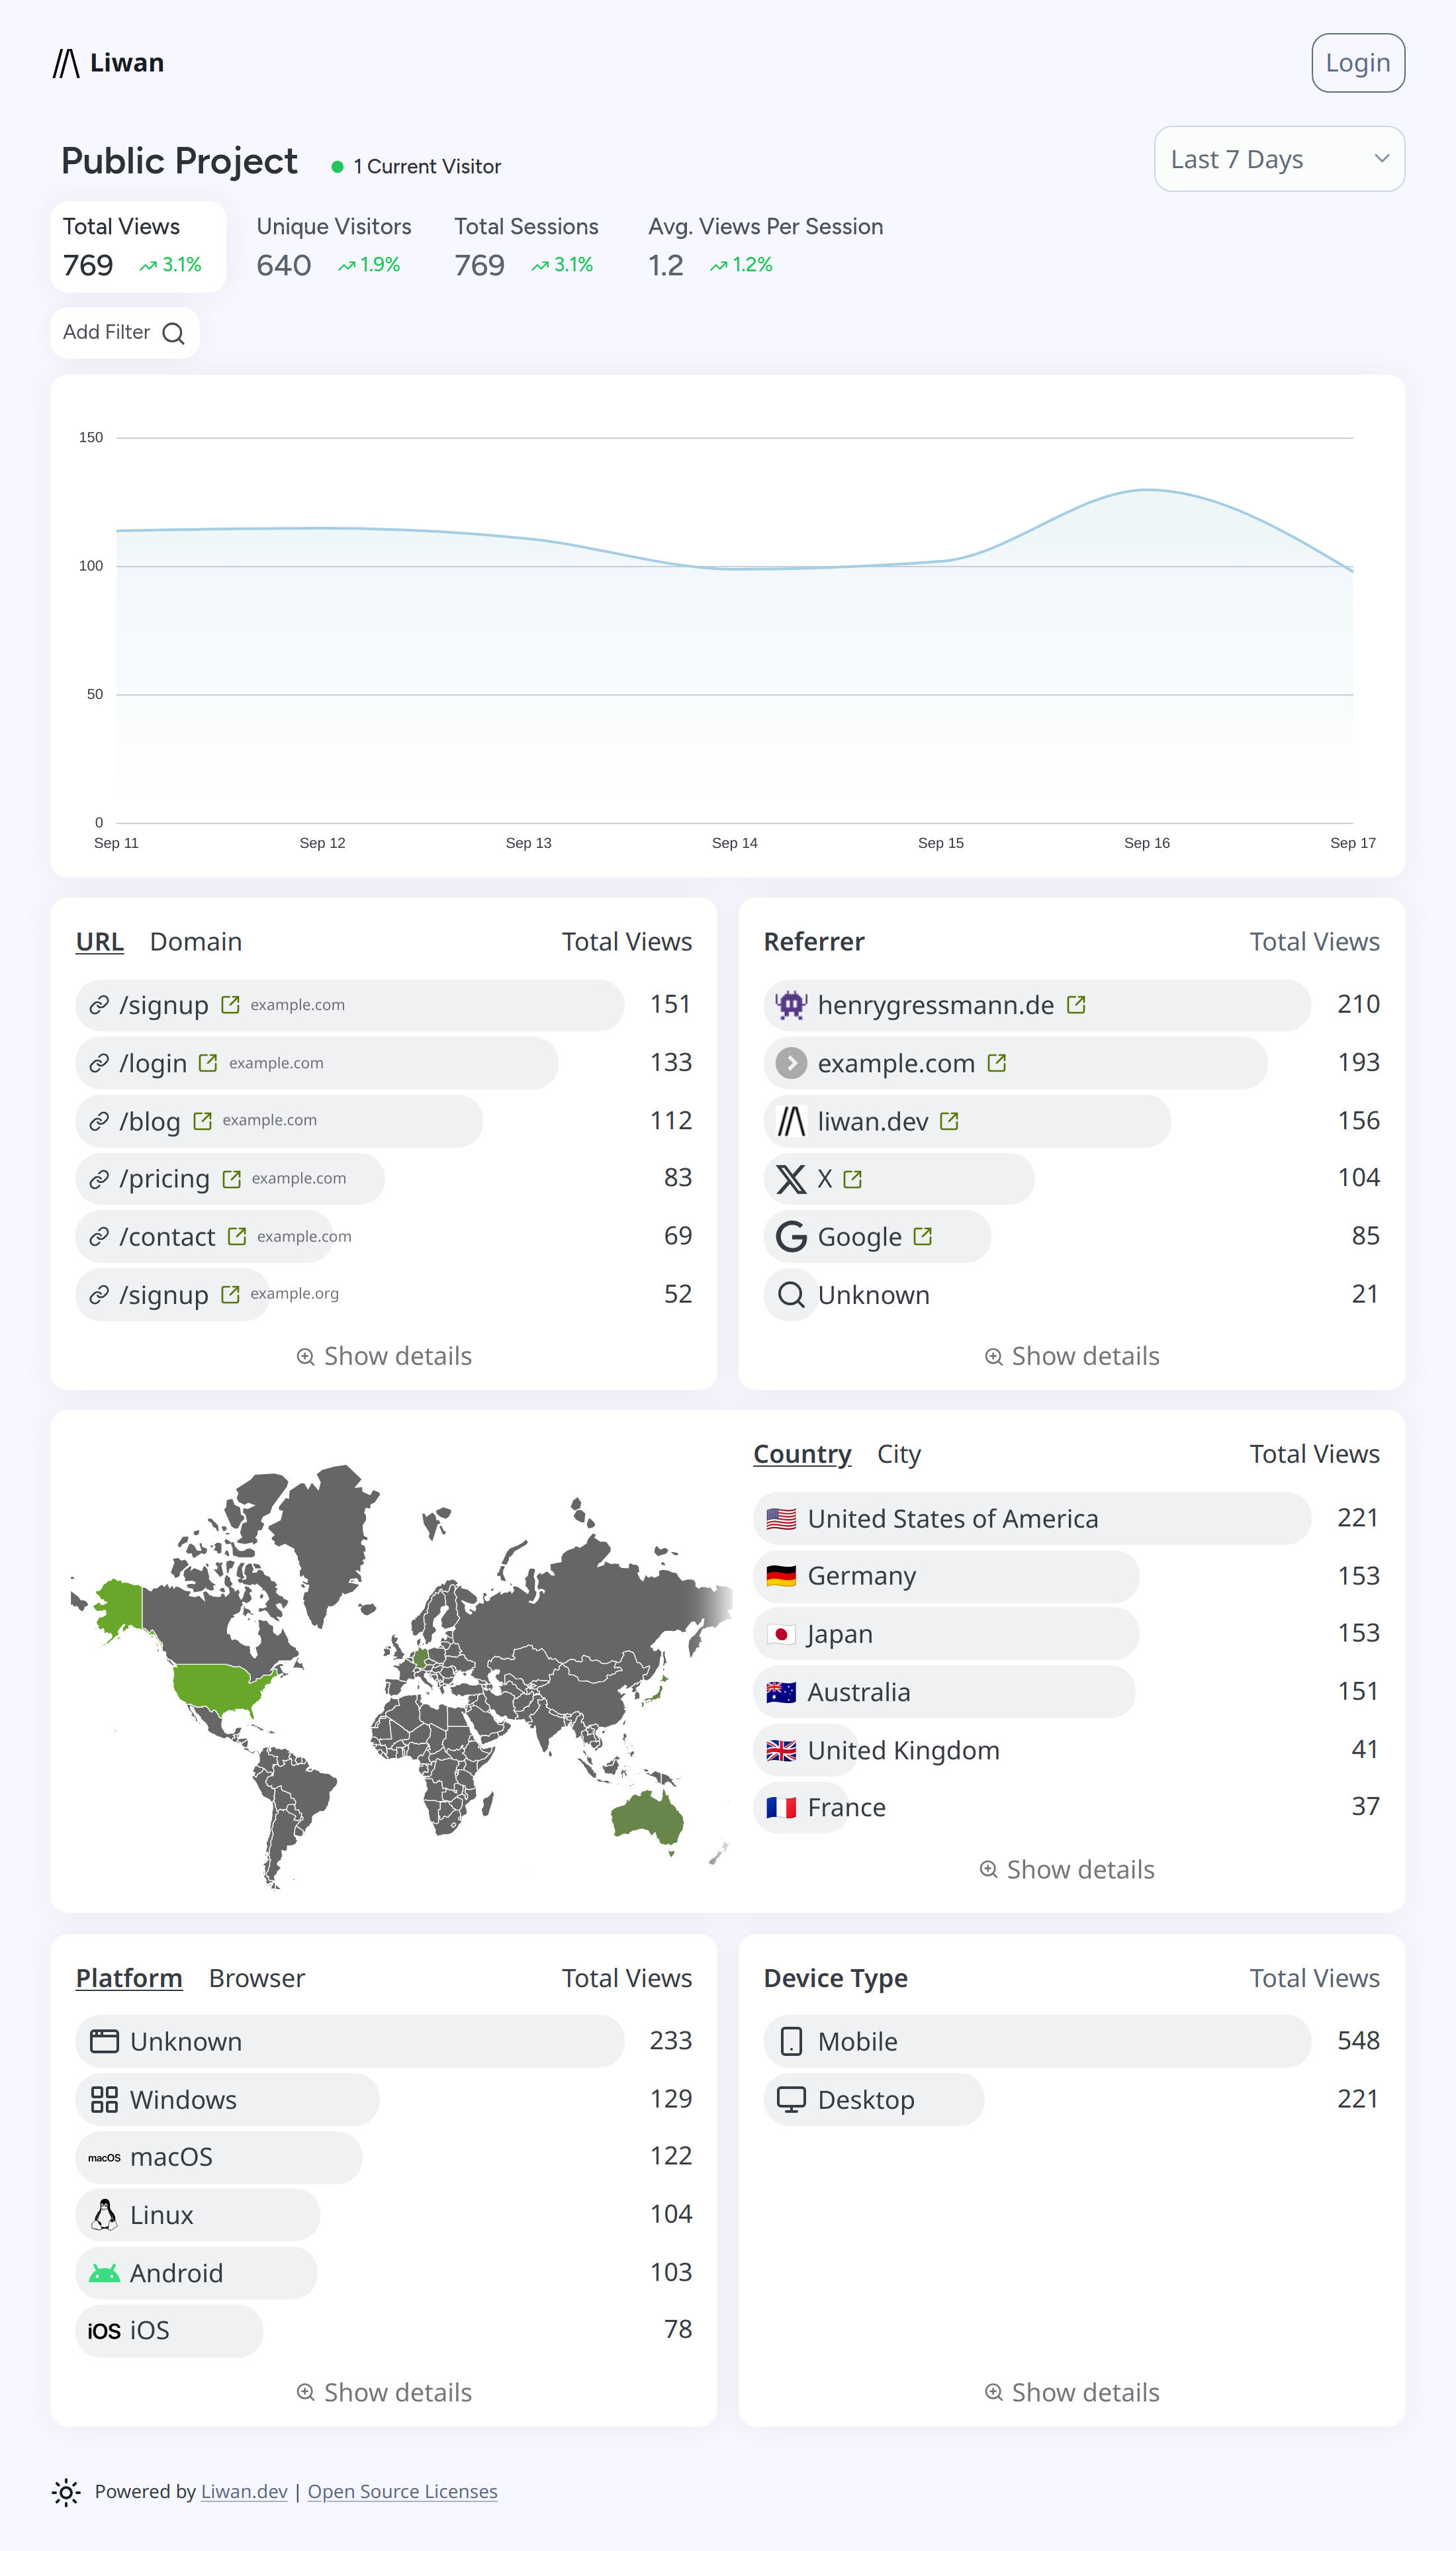 Liwan
Login
Public Project
1 Current Visitor
Last 7 Days
Total Views
769
3.1%
Unique Visitors
640
1.9%
Total Sessions
769
3.1%
Avg. Views Per Session
1.2
1.2%
Add Filter
150
100
50
0
Sep 11 Sep 12 Sep 13 Sep 14 Sep 15 Sep 16 Sep 17
URL Domain Total Views
/signup example.com 151
/login example.com 133
/blog example.com 112
/pricing example.com 83
/contact example.com 69
/signup example.org 52
Show details
Referrer Total Views
henrygressmann.de 210
example.com 193
liwan.dev 156
X 104
Google 85
Unknown 21
Show details
Country City Total Views
United States of America 221
Germany 153
Japan 153
Australia 151
United Kingdom 41
France 37
Show details
Platform Browser Total Views
Unknown 233
Windows 129
macOS macOS 122
Linux 104
Android 103
iOS iOS 78
Show details
Device Type Total Views
Mobile 548
Desktop 221
Show details
Powered by Liwan.dev | Open Source Licenses